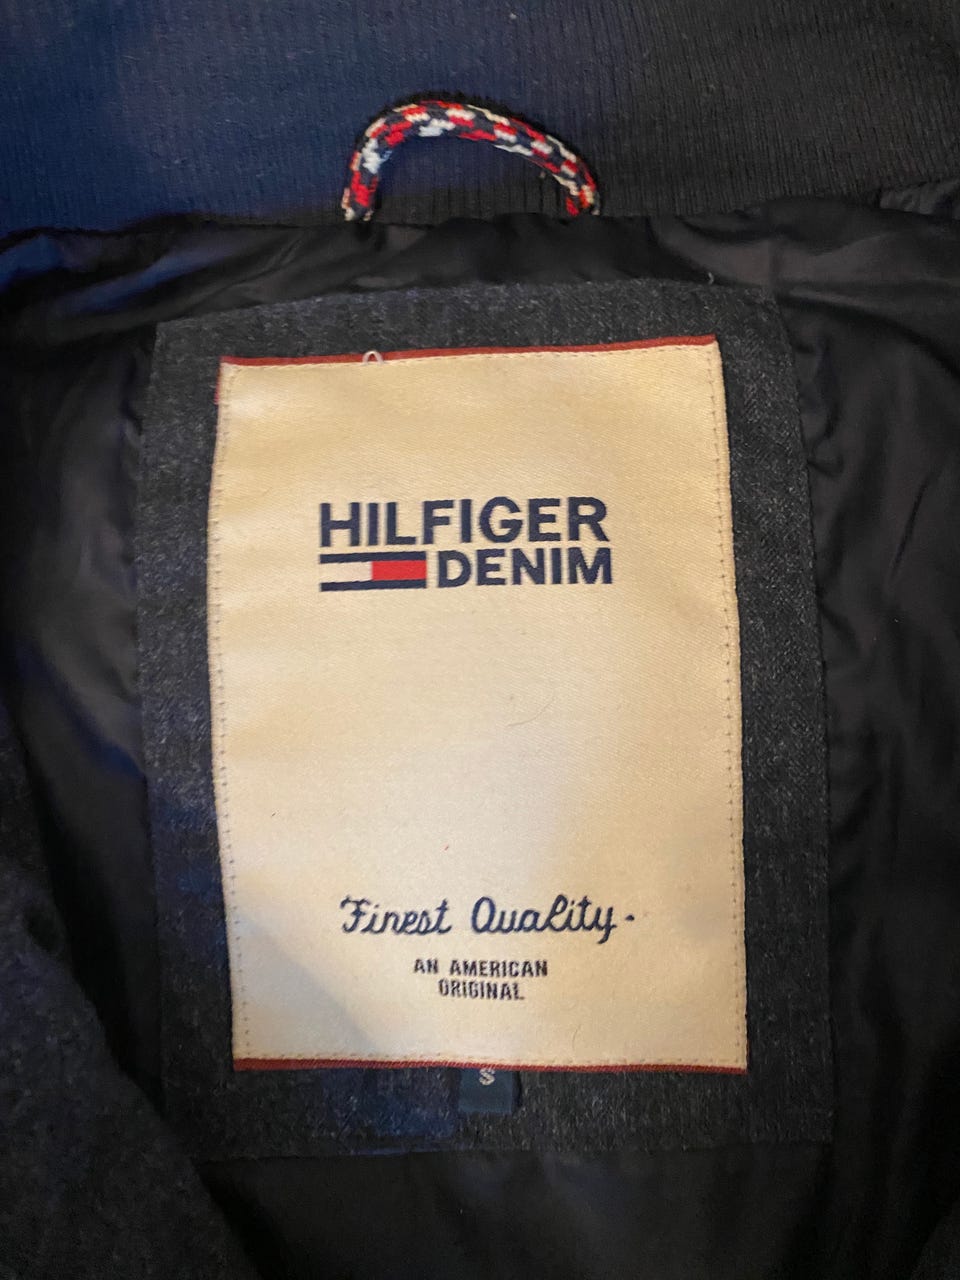 HILFIGER
DENIM
Finest Quality.
AN AMERICAN
ORIGINAL
S